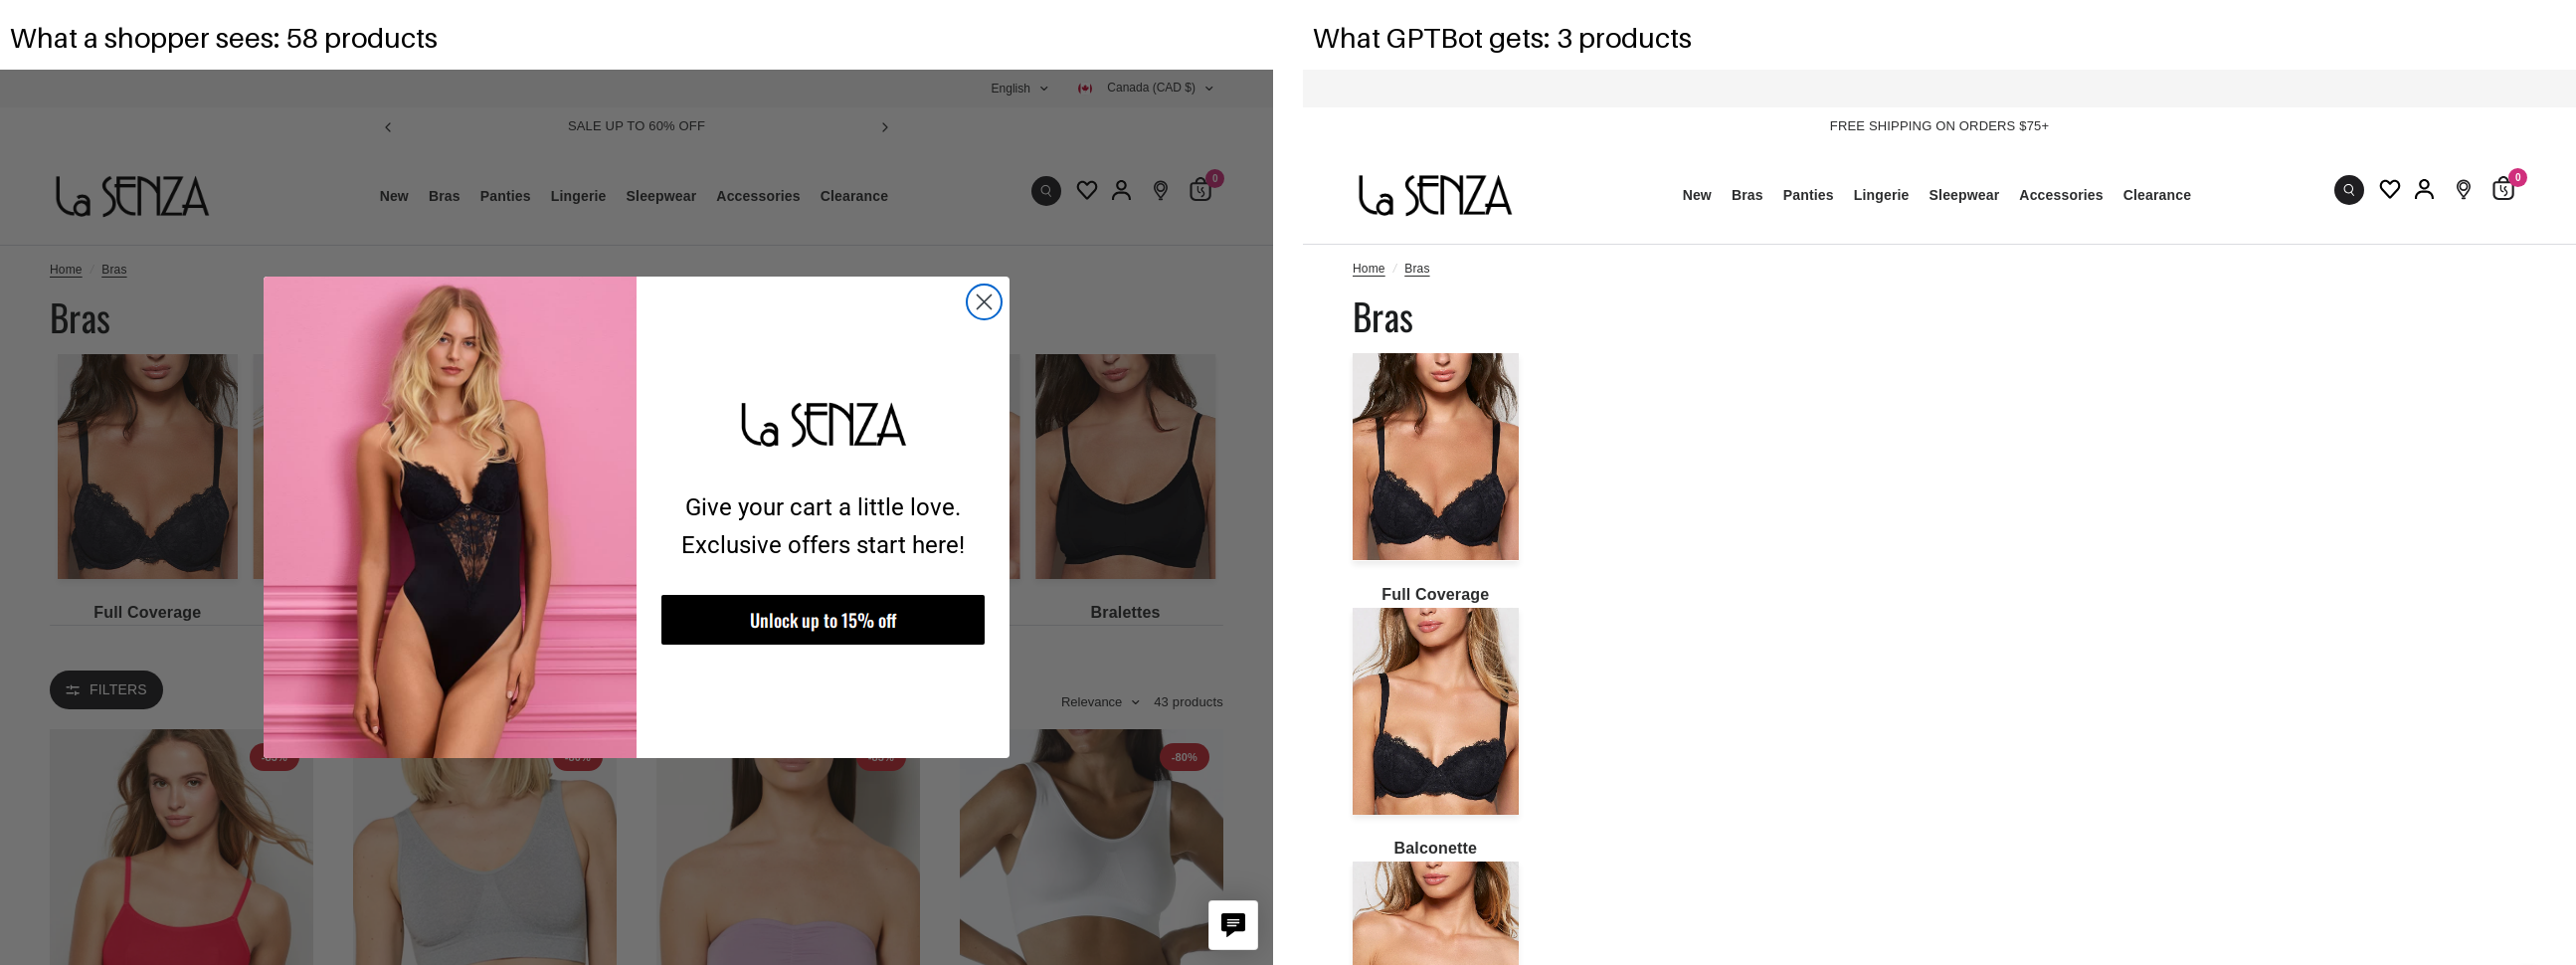 What a shopper sees: 58 products
English
Canada (CAD $)
SALE UP TO 60% OFF
La SENZA
New Bras Panties Lingerie Sleepwear Accessories Clearance
0
Home / Bras
Bras
La SENZA
Give your cart a little love.
Exclusive offers start here!
Unlock up to 15% off
Full Coverage
Bralettes
FILTERS
Relevance
43 products
-80%
What GPTBot gets: 3 products
FREE SHIPPING ON ORDERS $75+
La SENZA
New Bras Panties Lingerie Sleepwear Accessories Clearance
0
Home / Bras
Bras
Full Coverage
Balconette